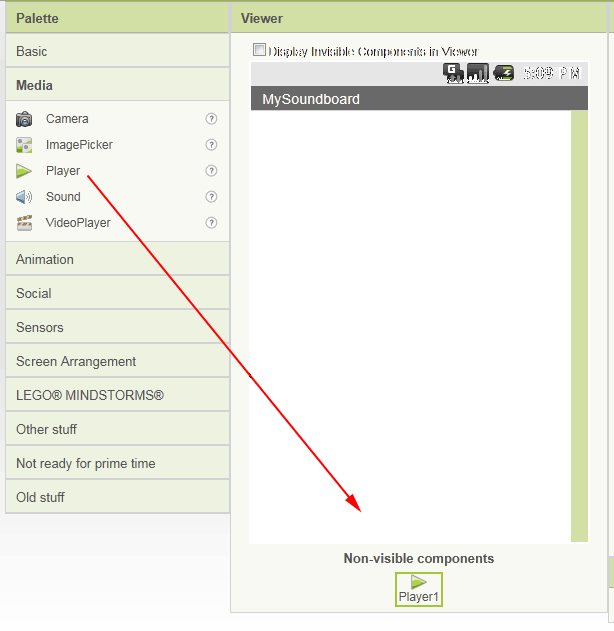 Palette
Basic
Media
Camera ?
ImagePicker ?
Player ?
Sound ?
VideoPlayer ?
Animation
Social
Sensors
Screen Arrangement
LEGO® MINDSTORMS®
Other stuff
Not ready for prime time
Old stuff
Viewer
Display Invisible Components in Viewer
5:09 PM
MySoundboard
Non-visible components
Player1